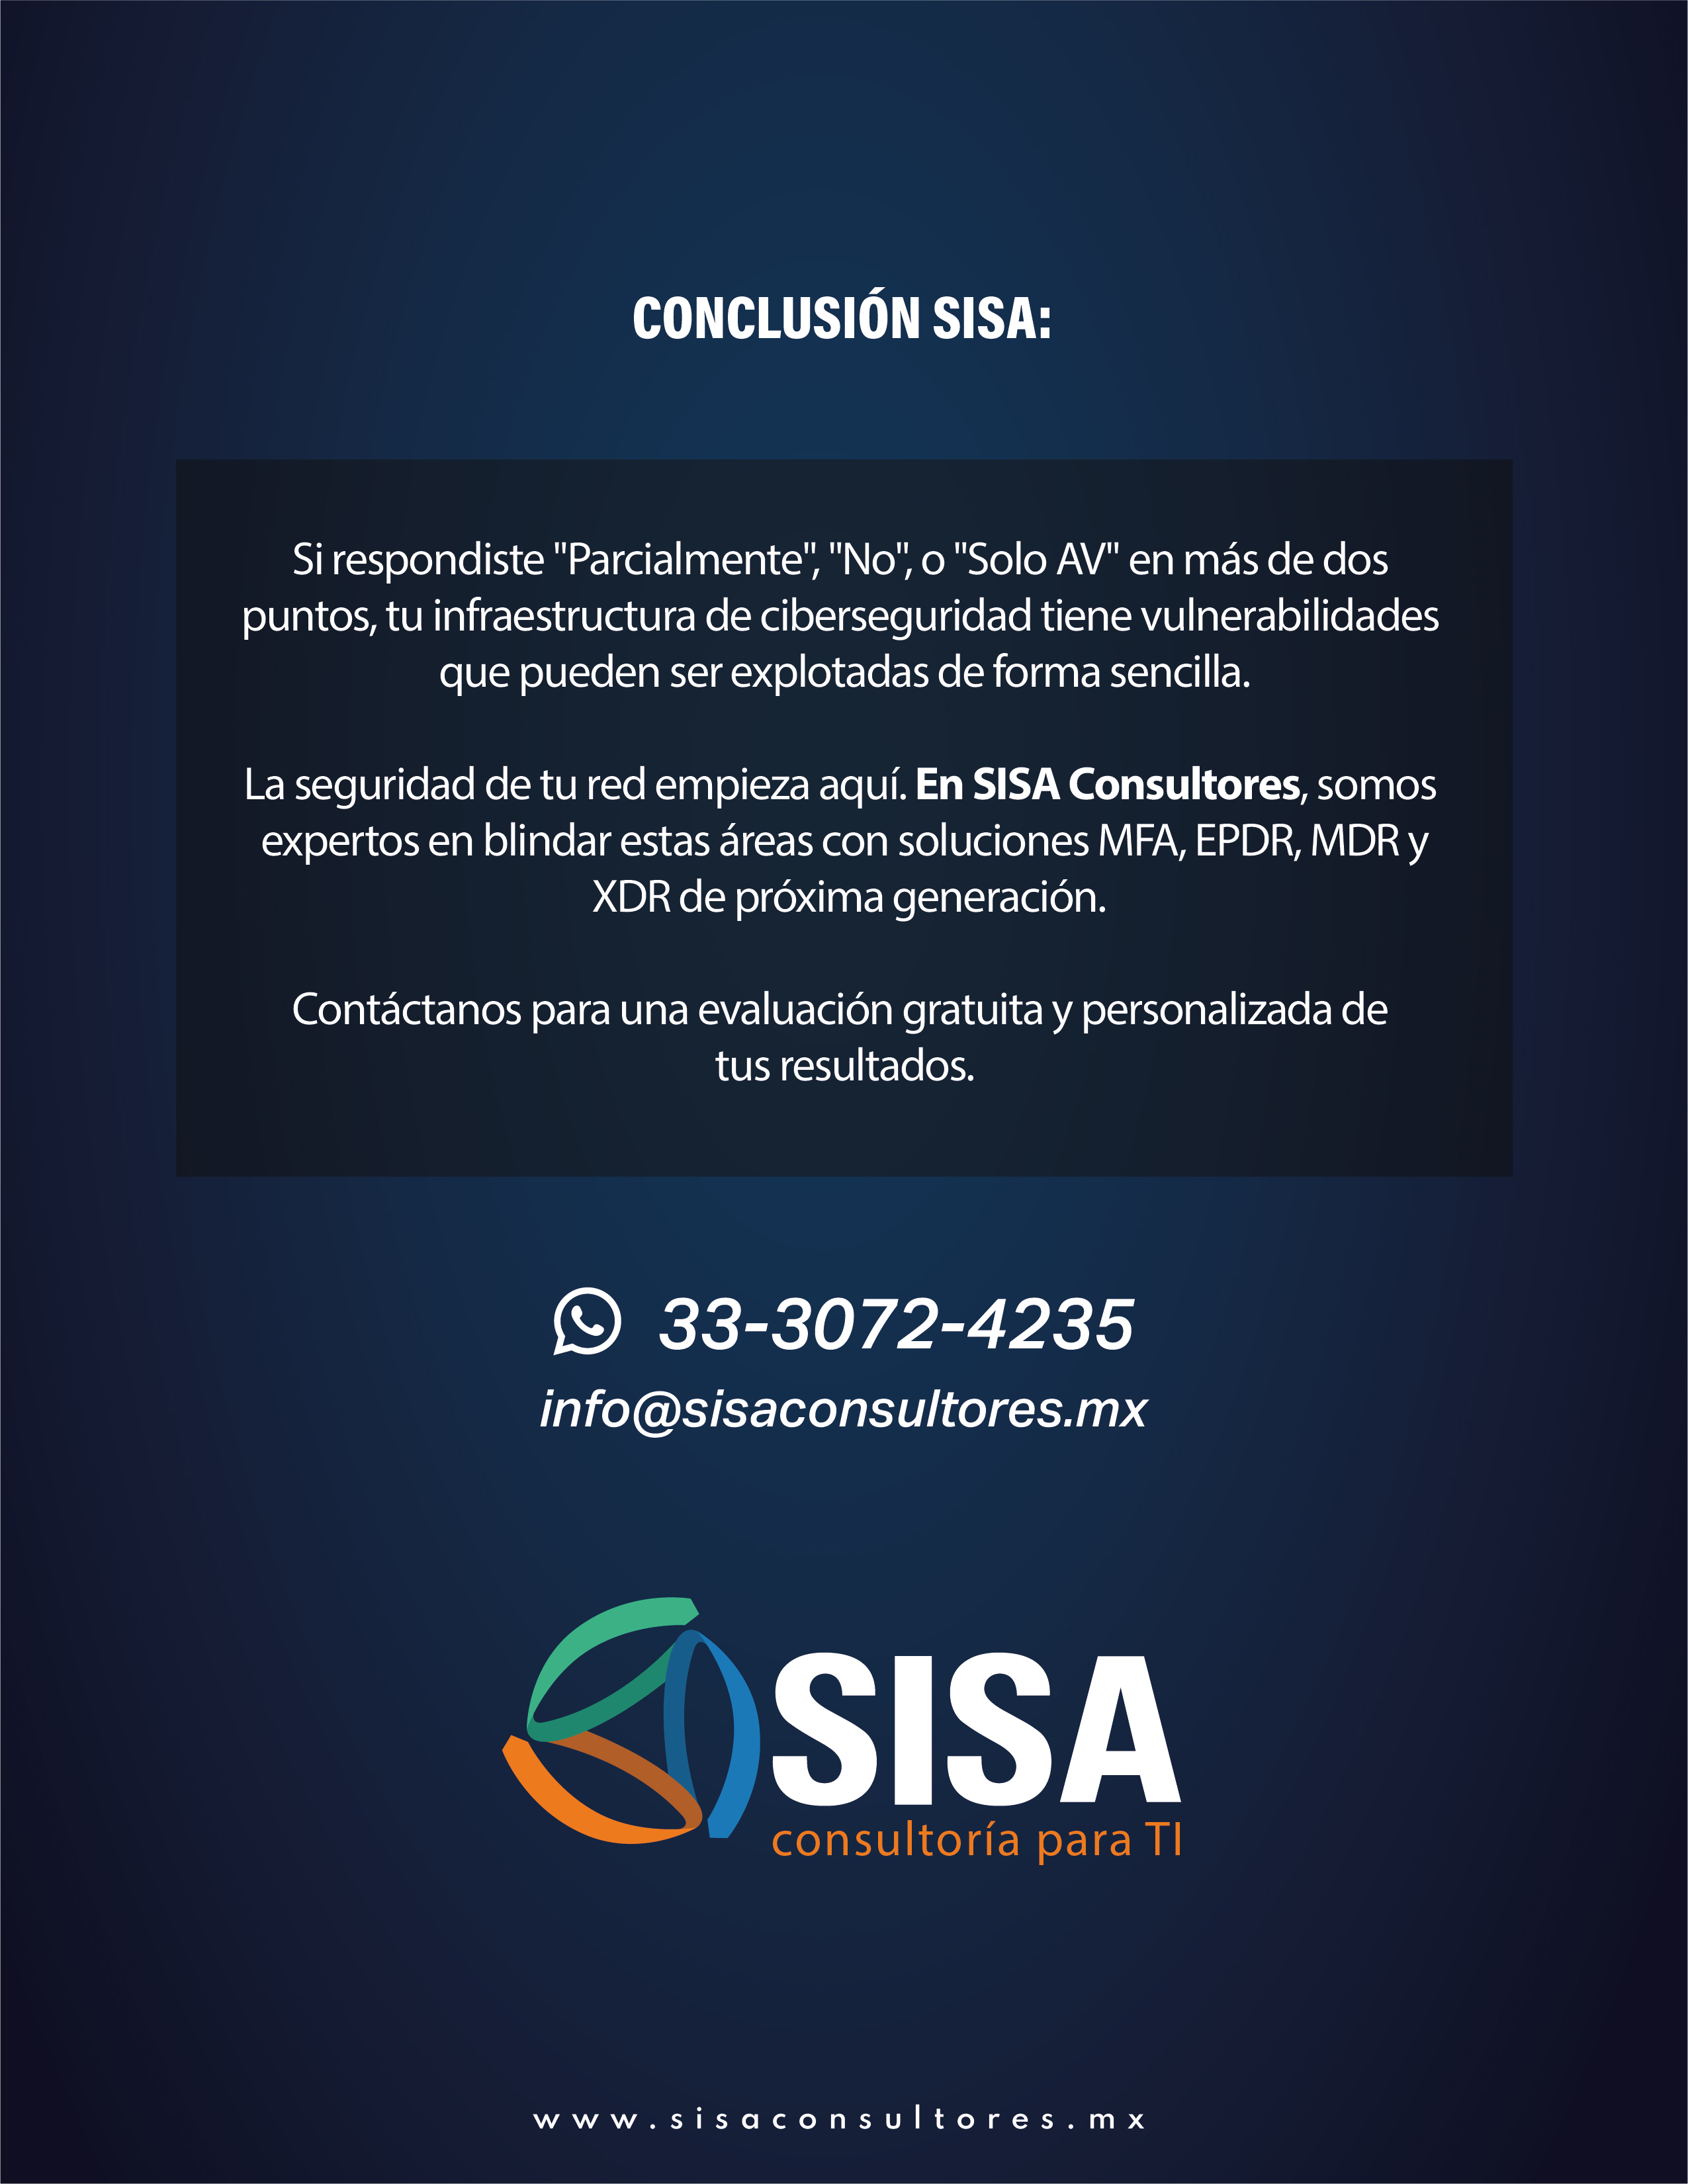 CONCLUSIÓN SISA:
Si respondiste "Parcialmente", "No", o "Solo AV" en más de dos
puntos, tu infraestructura de ciberseguridad tiene vulnerabilidades
que pueden ser explotadas de forma sencilla.
La seguridad de tu red empieza aquí. En SISA Consultores, somos
expertos en blindar estas áreas con soluciones MFA, EPDR, MDR y
XDR de próxima generación.
Contáctanos para una evaluación gratuita y personalizada de
tus resultados.
33-3072-4235
info@sisaconsultores.mx
SISA
consultoría para TI
www.sisaconsultores.mx